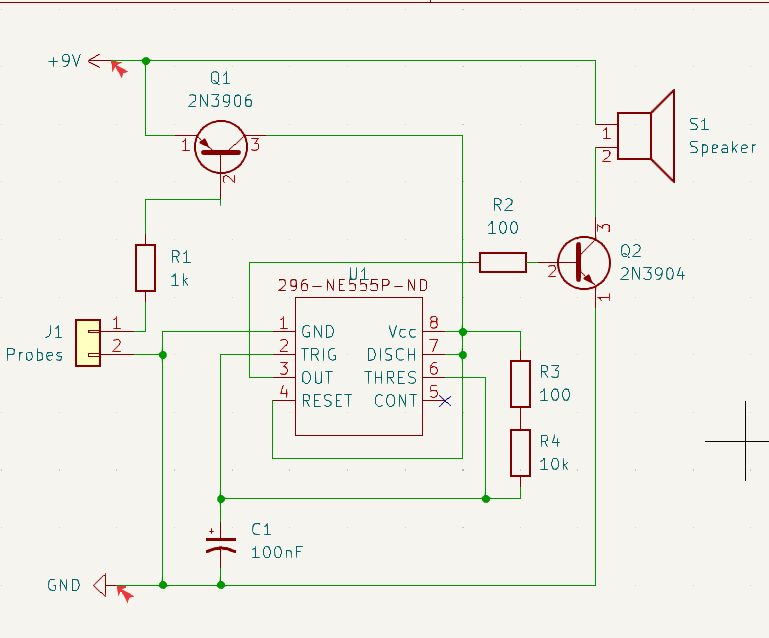 +9V
Q1
2N3906
1
3
2
1
2
S1
Speaker
R2
100
3
2
1
Q2
2N3904
R1
1k
U1
296-NE555P-ND
J1
Probes
1
2
1 GND Vcc 8
2 TRIG DISCH 7
3 OUT THRES 6
4 RESET CONT 5
R3
100
R4
10k
+
C1
100nF
GND